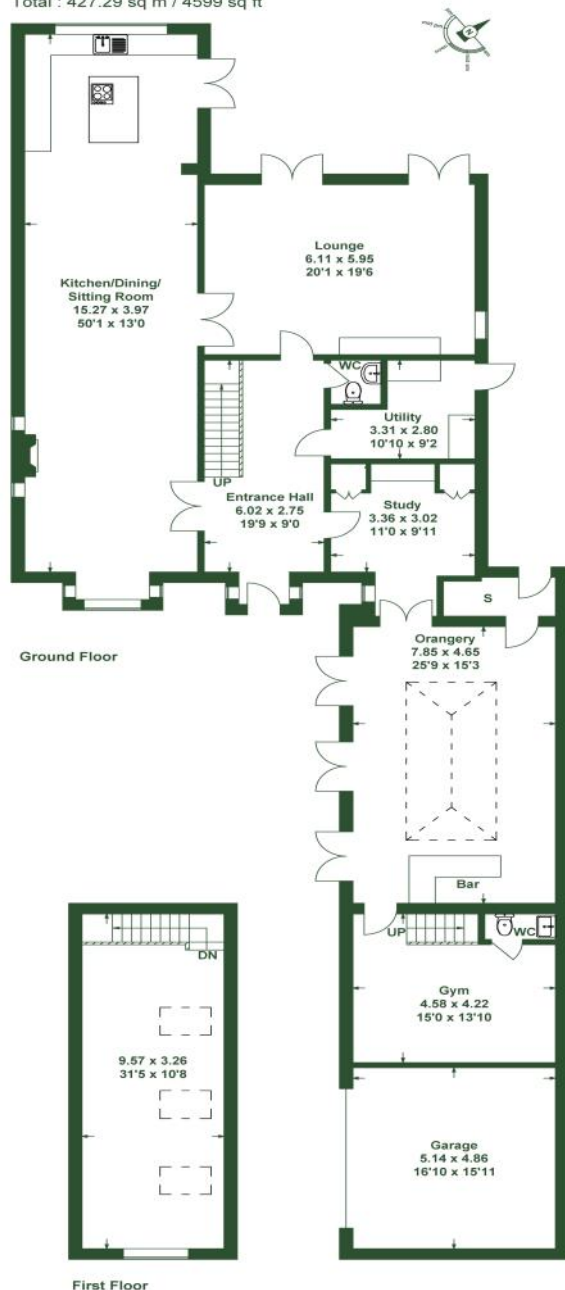 Total : 427.29 sq m / 4599 sq ft
N
Lounge
6.11 x 5.95
20'1 x 19'6
Kitchen/Dining/
Sitting Room
15.27 x 3.97
50'1 x 13'0
WC
Utility
3.31 x 2.80
10'10 x 9'2
UP
Entrance Hall
6.02 x 2.75
19'9 x 9'0
Study
3.36 x 3.02
11'0 x 9'11
S
Ground Floor
Orangery
7.85 x 4.65
25'9 x 15'3
Bar
UP
WC
Gym
4.58 x 4.22
15'0 x 13'10
DN
9.57 x 3.26
31'5 x 10'8
Garage
5.14 x 4.86
16'10 x 15'11
First Floor